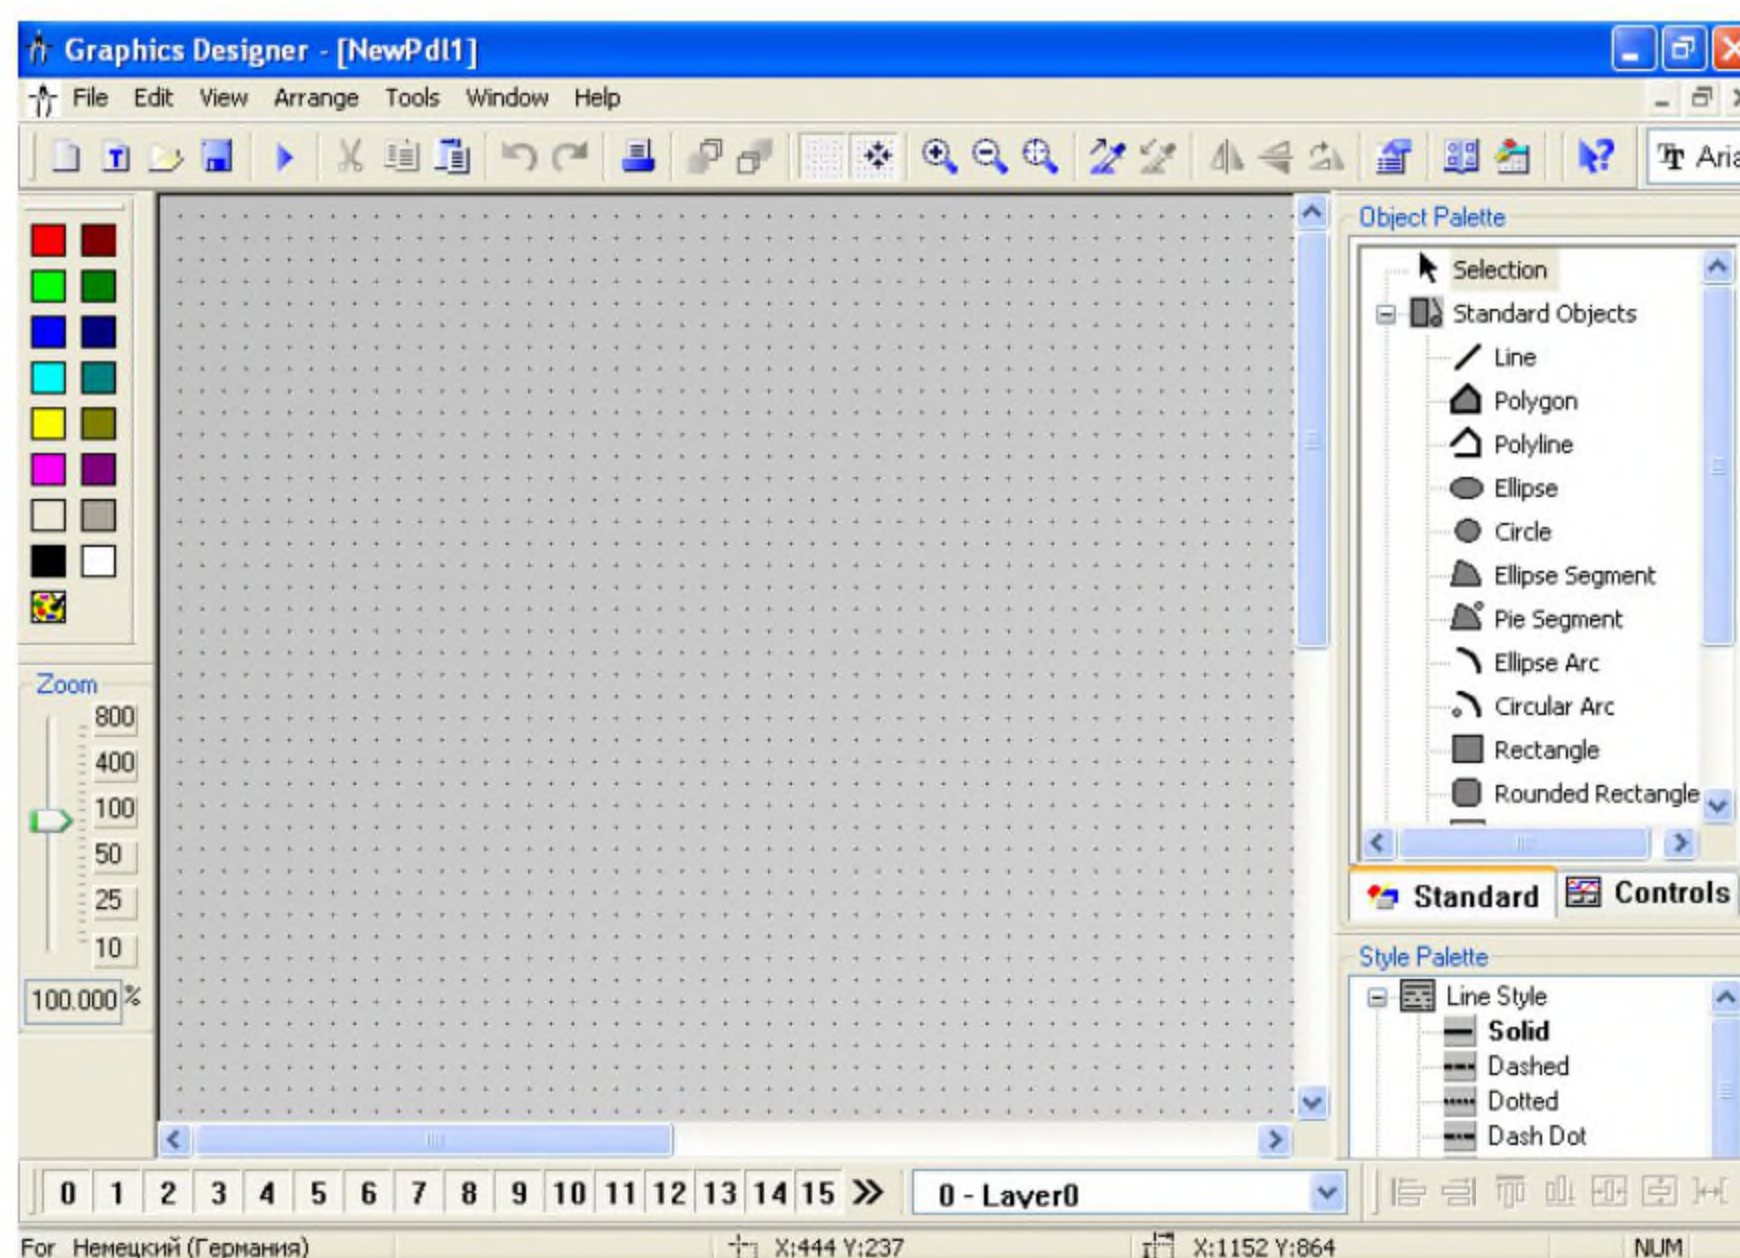 Graphics Designer - [NewPdl1]
File Edit View Arrange Tools Window Help
Object Palette
Selection
Standard Objects
Line
Polygon
Polyline
Ellipse
Circle
Ellipse Segment
Pie Segment
Ellipse Arc
Circular Arc
Rectangle
Rounded Rectangle
Standard Controls
Style Palette
Line Style
Solid
Dashed
Dotted
Dash Dot
Zoom
800
400
100
50
25
10
100.000 %
0 1 2 3 4 5 6 7 8 9 10 11 12 13 14 15 0 - Layer0
For Немецкий (Германия) X:444 Y:237 X:1152 Y:864 NUM